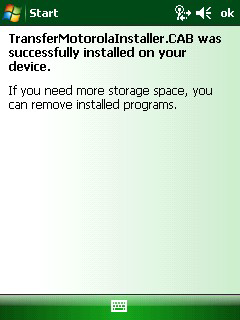 Start
ok
TransferMotorolaInstaller.CAB was
successfully installed on your
device.
If you need more storage space, you
can remove installed programs.